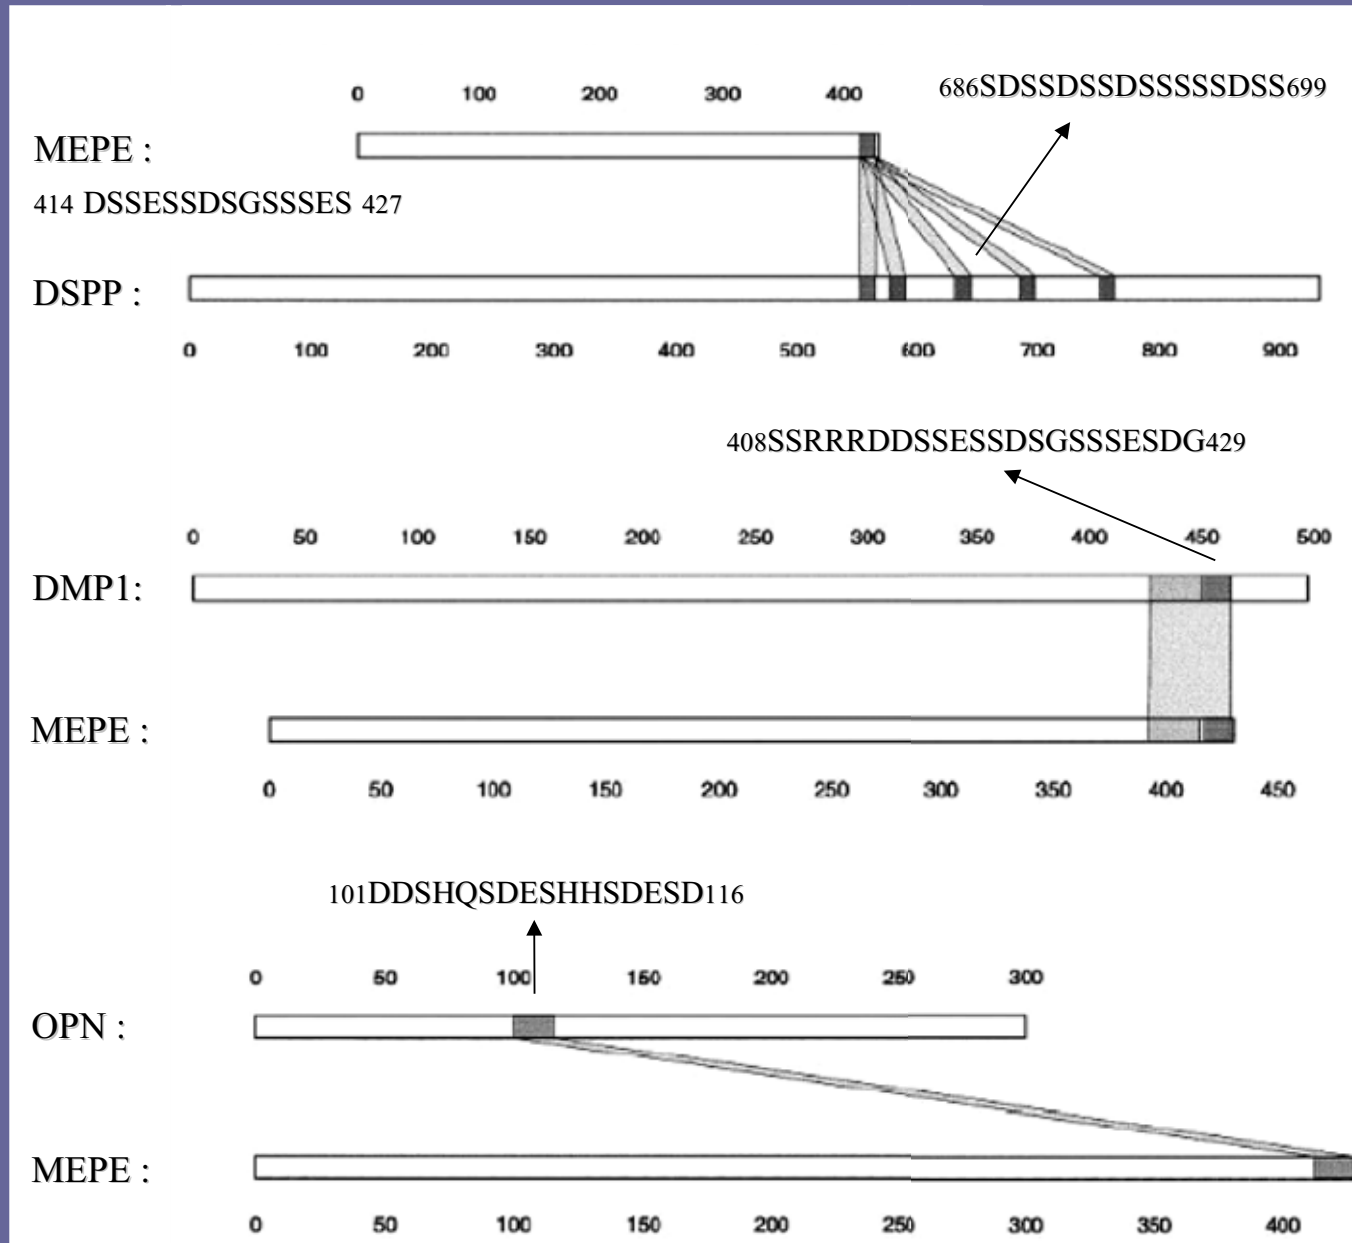 0 100 200 300 400
686SDSSDSSDSSSSSDSS699
MEPE :
414 DSSESSDSGSSSES 427
DSPP :
0 100 200 300 400 500 600 700 800 900
408SSRRRDDSSESSDSGSSSESDG429
0 50 100 150 200 250 300 350 400 450 500
DMP1:
MEPE :
0 50 100 150 200 250 300 350 400 450
101DDSHQSDESHHSDESD116
0 50 100 150 200 250 300
OPN :
MEPE :
0 50 100 150 200 250 300 350 400